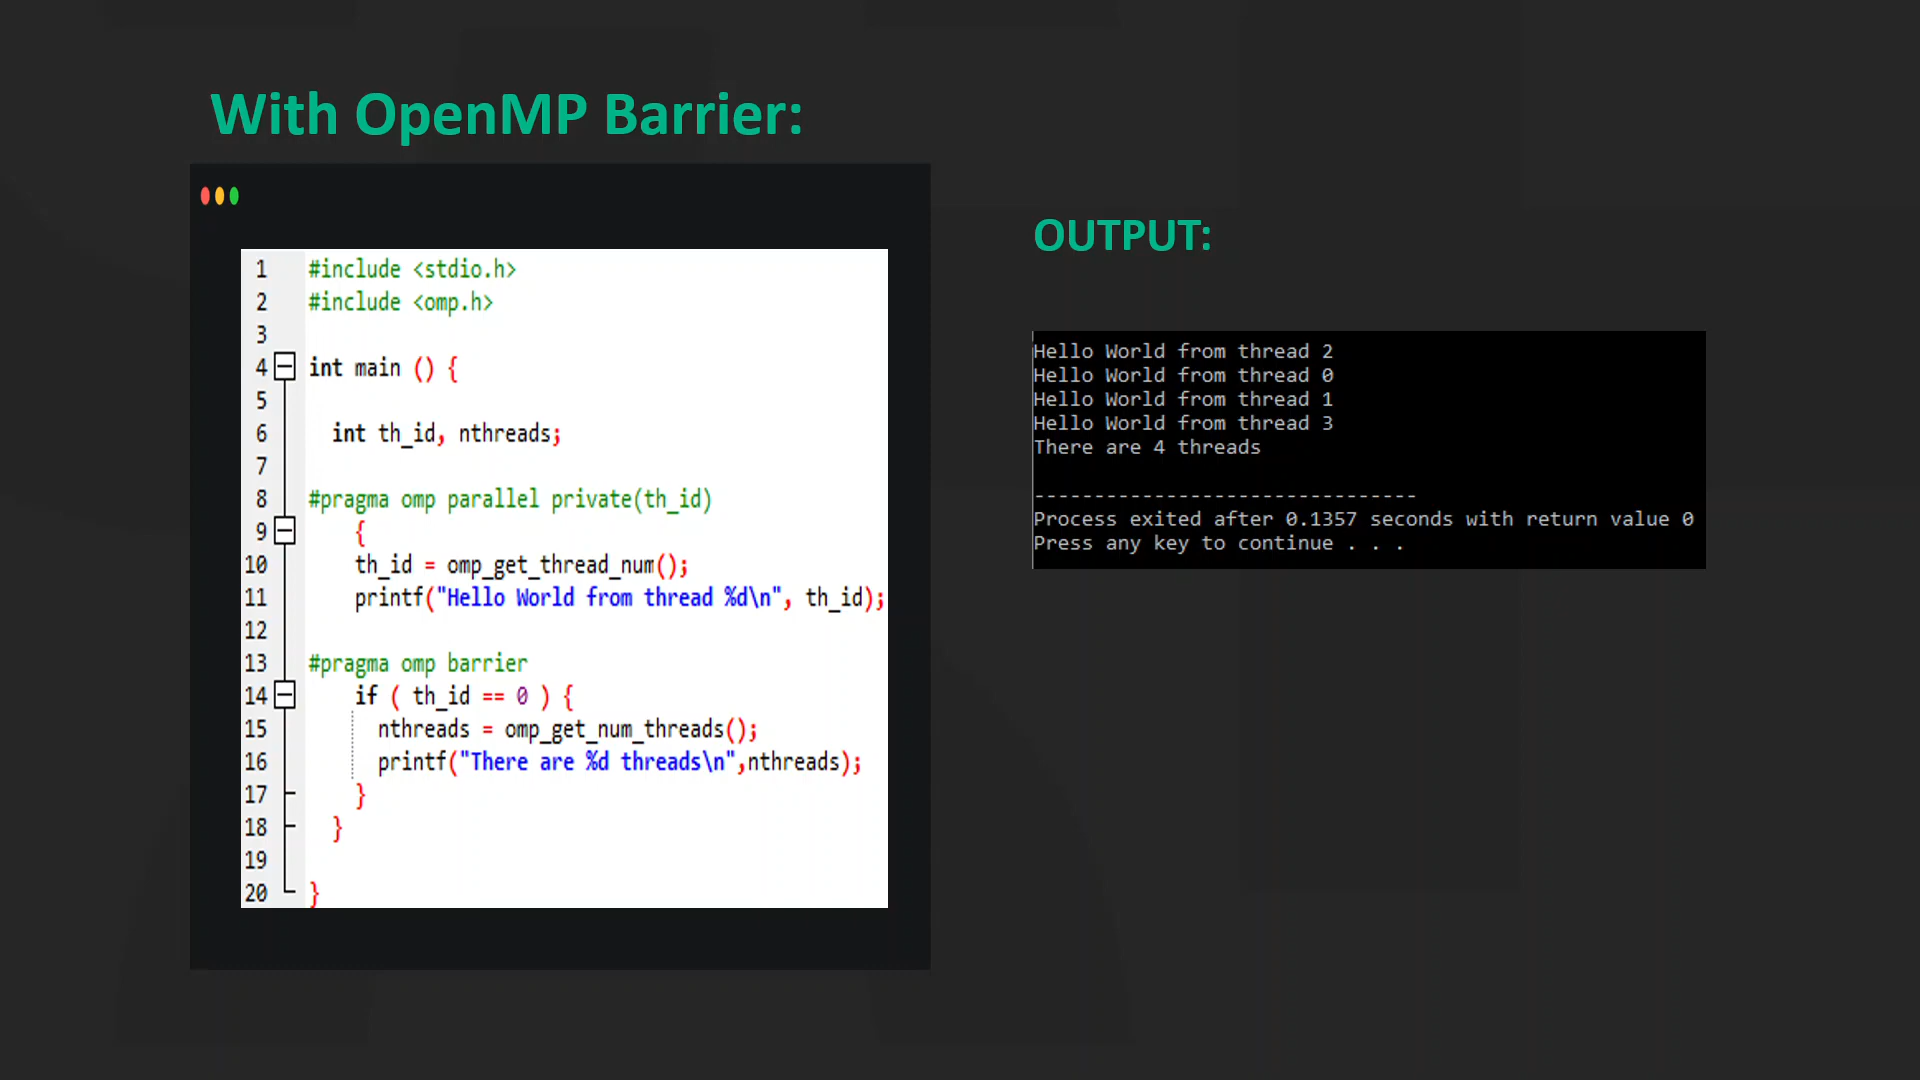 With OpenMP Barrier:
1 #include <stdio.h>
2 #include <omp.h>
3
4 int main () {
5
6 int th_id, nthreads;
7
8 #pragma omp parallel private(th_id)
9 {
10 th_id = omp_get_thread_num();
11 printf("Hello World from thread %d\n", th_id);
12
13 #pragma omp barrier
14 if ( th_id == 0 ) {
15 nthreads = omp_get_num_threads();
16 printf("There are %d threads\n",nthreads);
17 }
18 }
19
20 }
OUTPUT:
Hello World from thread 2
Hello World from thread 0
Hello World from thread 1
Hello World from thread 3
There are 4 threads
--------------------------------
Process exited after 0.1357 seconds with return value 0
Press any key to continue . . .